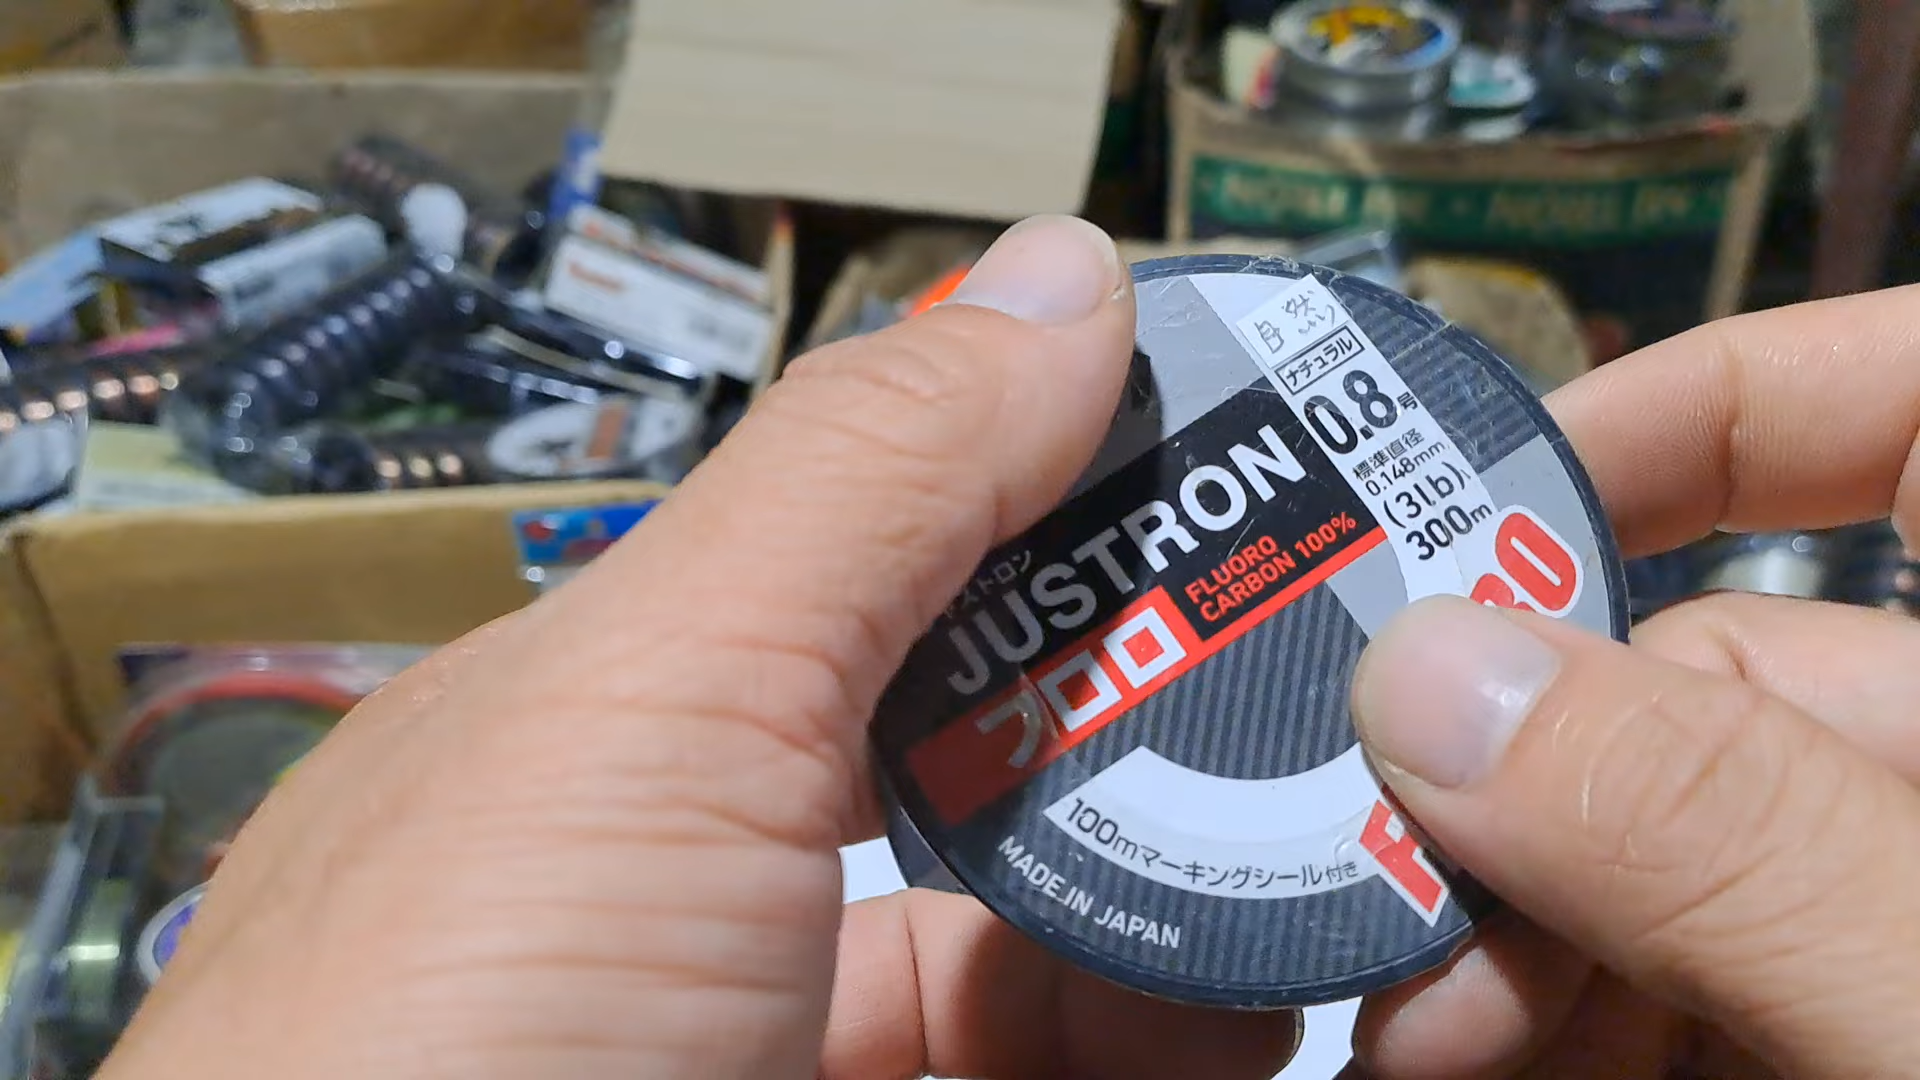 自然
ナチュラル
0.8号
標準直径
0.148mm
(3lb)
300m
ストロン
JUSTRON
フロロ
FLUORO
CARBON 100%
100mマーキングシール付き
MADE IN JAPAN